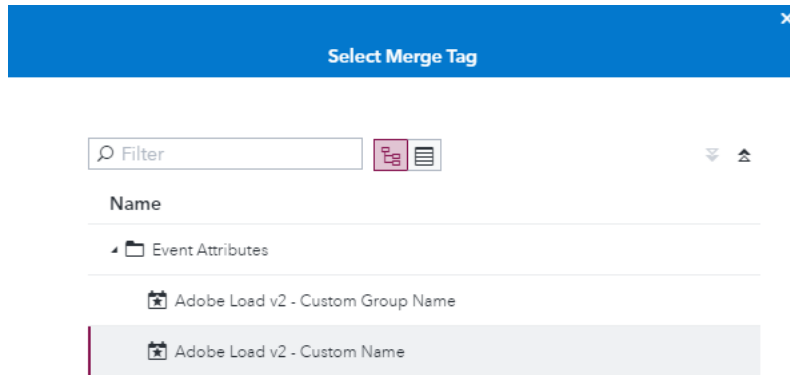 Select Merge Tag
Filter
Name
Event Attributes
Adobe Load v2 - Custom Group Name
Adobe Load v2 - Custom Name